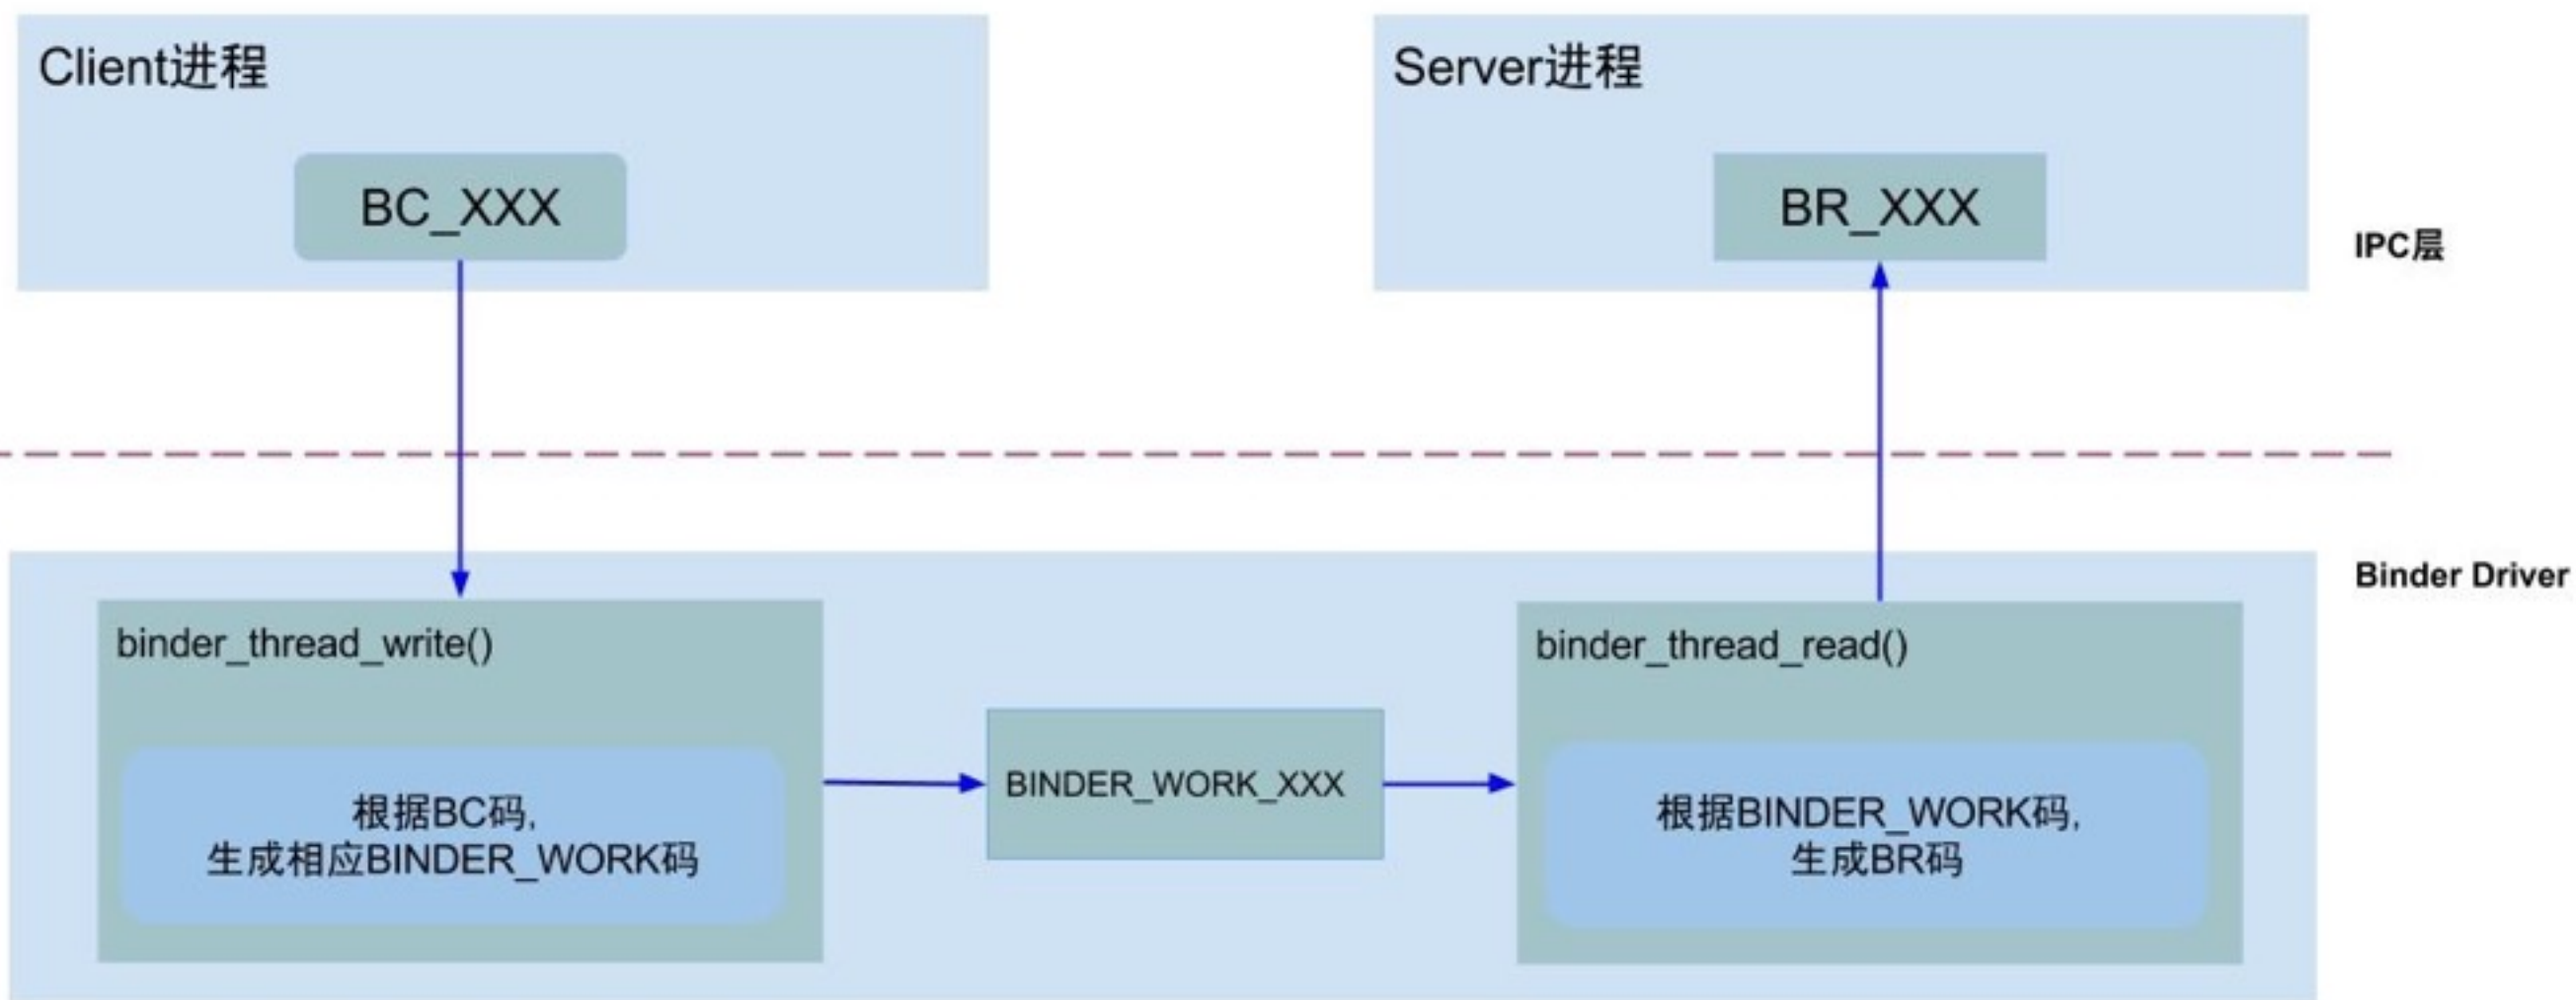 Client进程
Server进程
BC_XXX
BR_XXX
IPC层
Binder Driver
binder_thread_write()
binder_thread_read()
BINDER_WORK_XXX
根据BC码,
生成相应BINDER_WORK码
根据BINDER_WORK码,
生成BR码